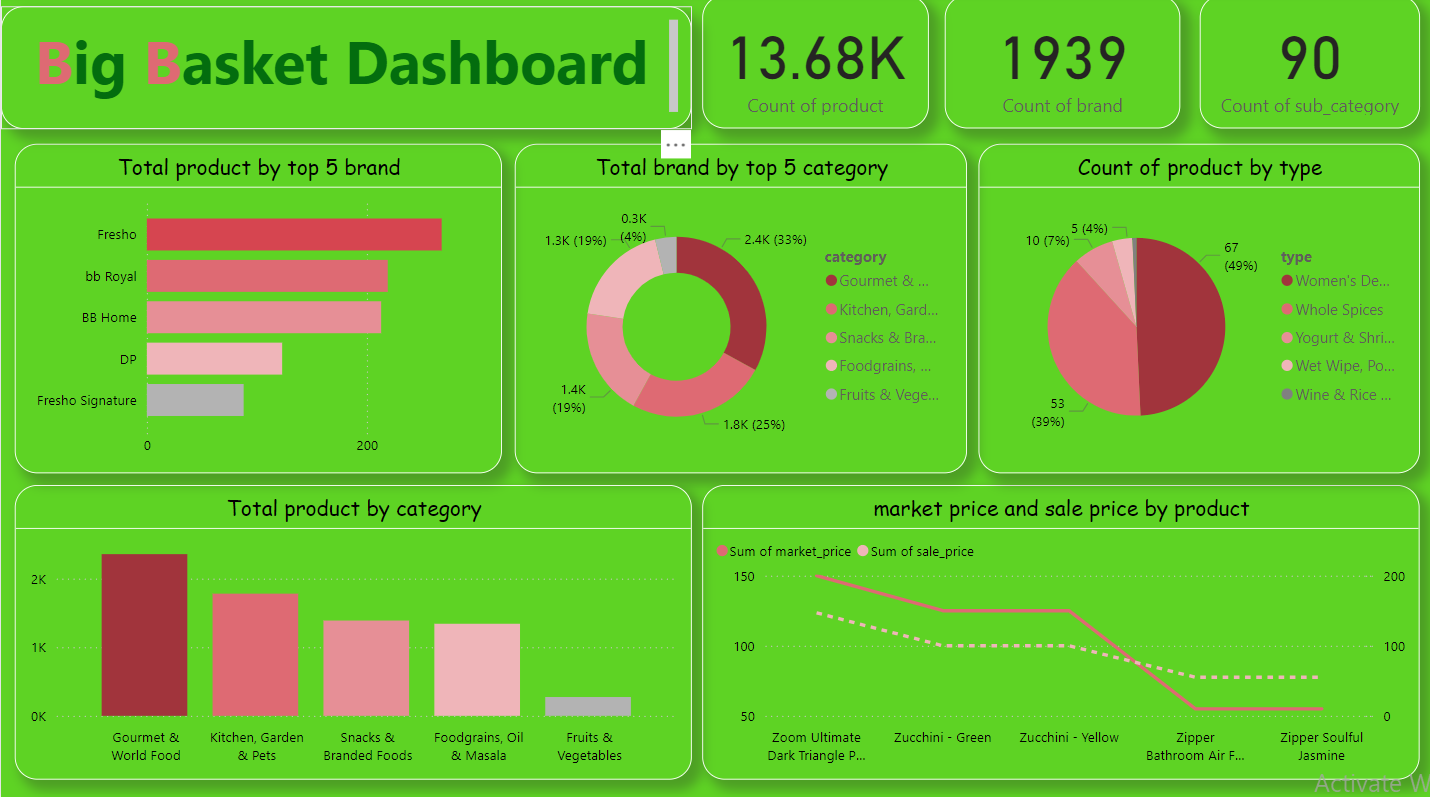 Big Basket Dashboard
13.68K
Count of product
1939
Count of brand
90
Count of sub_category
Total product by top 5 brand
Fresho
bb Royal
BB Home
DP
Fresho Signature
0
200
Total brand by top 5 category
0.3K
(4%)
1.3K (19%)
2.4K (33%)
1.4K
(19%)
1.8K (25%)
category
Gourmet & ...
Kitchen, Gard...
Snacks & Bra...
Foodgrains, ...
Fruits & Vege...
Count of product by type
5 (4%)
10 (7%)
67
(49%)
53
(39%)
type
Women's De...
Whole Spices
Yogurt & Shri...
Wet Wipe, Po...
Wine & Rice ...
Total product by category
2K
1K
0K
Gourmet &
World Food
Kitchen, Garden
& Pets
Snacks &
Branded Foods
Foodgrains, Oil
& Masala
Fruits &
Vegetables
market price and sale price by product
Sum of market_price
Sum of sale_price
150
100
50
200
100
0
Zoom Ultimate
Dark Triangle P...
Zucchini - Green
Zucchini - Yellow
Zipper
Bathroom Air F...
Zipper Soulful
Jasmine
Activate W